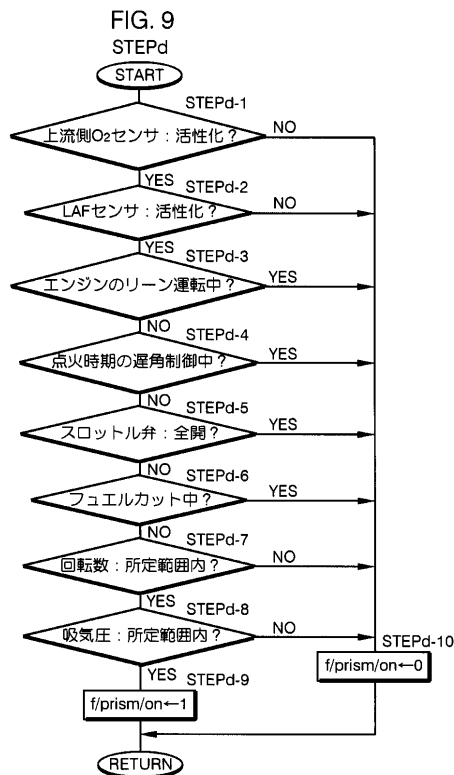 FIG. 9
STEPd
START
STEPd-1
上流側O₂センサ：活性化？
NO
YES
STEPd-2
LAFセンサ：活性化？
NO
YES
STEPd-3
エンジンのリーン運転中？
YES
NO
STEPd-4
点火時期の遅角制御中？
YES
NO
STEPd-5
スロットル弁：全開？
YES
NO
STEPd-6
フュエルカット中？
YES
NO
STEPd-7
回転数：所定範囲内？
NO
YES
STEPd-8
吸気圧：所定範囲内？
NO
STEPd-10
YES
STEPd-9
f/prism/on←1
f/prism/on←0
RETURN